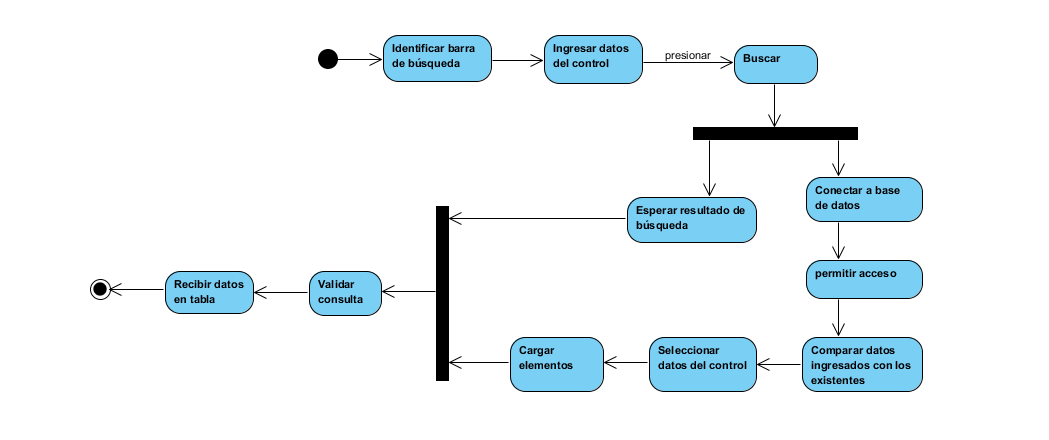 Identificar barra
de búsqueda
Ingresar datos
del control
presionar
Buscar
Conectar a base
de datos
Esperar resultado de
búsqueda
permitir acceso
Recibir datos
en tabla
Validar
consulta
Cargar
elementos
Seleccionar
datos del control
Comparar datos
ingresados con los
existentes